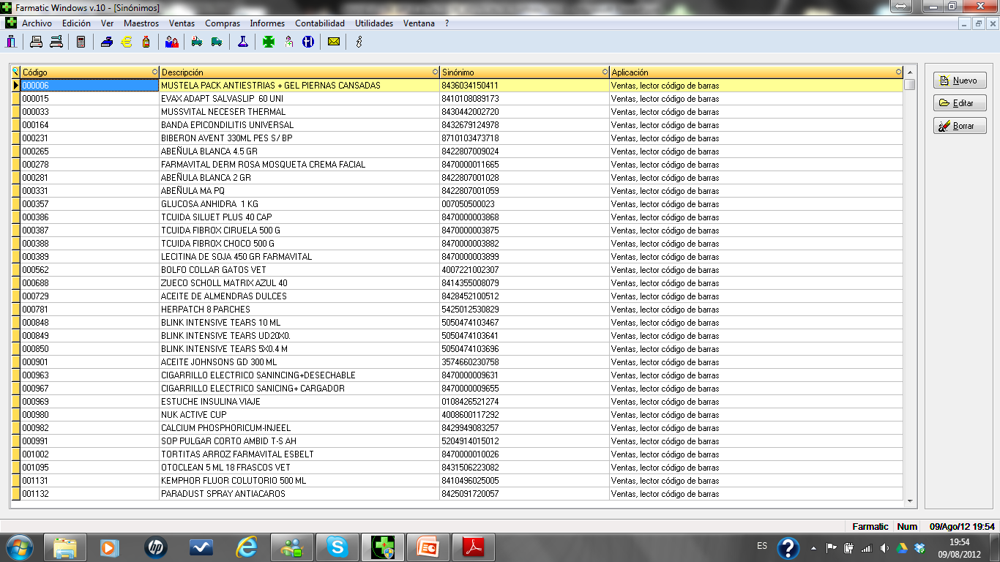 Farmatic Windows v.10 - [Sinónimos]
Archivo Edición Ver Maestros Ventas Compras Informes Contabilidad Utilidades Ventana ?
Código Descripción Sinónimo Aplicación
000006 MUSTELA PACK ANTIESTRIAS + GEL PIERNAS CANSADAS 8436034150411 Ventas, lector código de barras
000015 EVAX ADAPT SALVASLIP 60 UNI 8410108089173 Ventas, lector código de barras
000033 MUSSVITAL NECESER THERMAL 8430442002720 Ventas, lector código de barras
000164 BANDA EPICONDILITIS UNIVERSAL 8432679124978 Ventas, lector código de barras
000231 BIBERON AVENT 330ML PES S/ BP 8710103473718 Ventas, lector código de barras
000265 ABEÑULA BLANCA 4.5 GR 8422807009024 Ventas, lector código de barras
000278 FARMAVITAL DERM ROSA MOSQUETA CREMA FACIAL 8470000011665 Ventas, lector código de barras
000281 ABEÑULA BLANCA 2 GR 8422807001028 Ventas, lector código de barras
000331 ABEÑULA MA PQ 8422807001059 Ventas, lector código de barras
000357 GLUCOSA ANHIDRA 1 KG 007050500023 Ventas, lector código de barras
000386 TCUIDA SILUET PLUS 40 CAP 8470000003868 Ventas, lector código de barras
000387 TCUIDA FIBROX CIRUELA 500 G 8470000003875 Ventas, lector código de barras
000388 TCUIDA FIBROX CHOCO 500 G 8470000003882 Ventas, lector código de barras
000389 LECITINA DE SOJA 450 GR FARMAVITAL 8470000003899 Ventas, lector código de barras
000562 BOLFO COLLAR GATOS VET 4007221002307 Ventas, lector código de barras
000688 ZUECO SCHOLL MATRIX AZUL 40 8414355008079 Ventas, lector código de barras
000729 ACEITE DE ALMENDRAS DULCES 8428452100512 Ventas, lector código de barras
000781 HERPATCH 8 PARCHES 5425012530829 Ventas, lector código de barras
000848 BLINK INTENSIVE TEARS 10 ML 5050474103467 Ventas, lector código de barras
000849 BLINK INTENSIVE TEARS UD20X0. 5050474103641 Ventas, lector código de barras
000850 BLINK INTENSIVE TEARS 5X0.4 M 5050474103696 Ventas, lector código de barras
000901 ACEITE JOHNSONS GD 300 ML 3574660230758 Ventas, lector código de barras
000963 CIGARRILLO ELECTRICO SANINCING+DESECHABLE 8470000009631 Ventas, lector código de barras
000967 CIGARRILLO ELECTRICO SANICING+ CARGADOR 8470000009655 Ventas, lector código de barras
000969 ESTUCHE INSULINA VIAJE 0108426521274 Ventas, lector código de barras
000980 NUK ACTIVE CUP 4008600117292 Ventas, lector código de barras
000982 CALCIUM PHOSPHORICUM-INJEEL 8429949083257 Ventas, lector código de barras
000991 SOP PULGAR CORTO AMBID T-S AH 5204914015012 Ventas, lector código de barras
001002 TORTITAS ARROZ FARMAVITAL ESBELT 8470000010026 Ventas, lector código de barras
001095 OTOCLEAN 5 ML 18 FRASCOS VET 8431506223082 Ventas, lector código de barras
001131 KEMPHOR FLUOR COLUTORIO 500 ML 8410496025005 Ventas, lector código de barras
001132 PARADUST SPRAY ANTIACAROS 8425091720057 Ventas, lector código de barras
Nuevo
Editar
Borrar
Farmatic Num 09/Ago/12 19:54
ES
19:54
09/08/2012